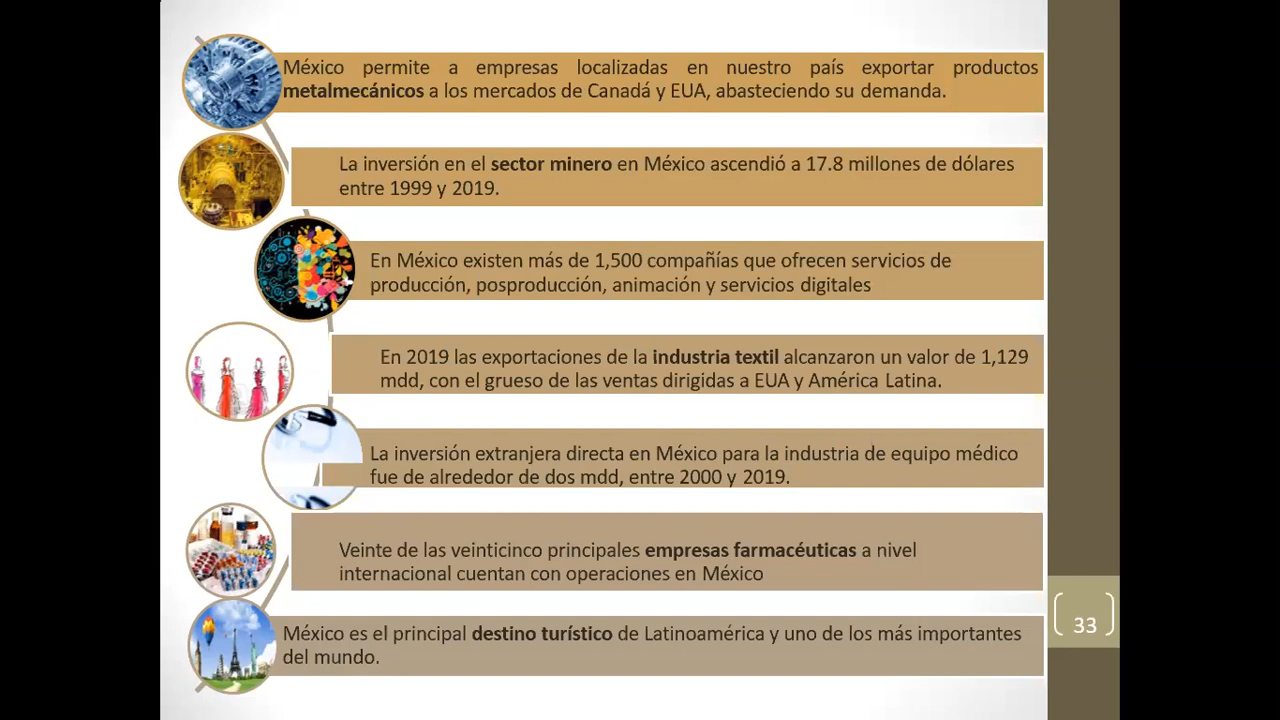 México permite a empresas localizadas en nuestro país exportar productos
metalmecánicos a los mercados de Canadá y EUA, abasteciendo su demanda.
La inversión en el sector minero en México ascendió a 17.8 millones de dólares
entre 1999 y 2019.
En México existen más de 1,500 compañías que ofrecen servicios de
producción, posproducción, animación y servicios digitales
En 2019 las exportaciones de la industria textil alcanzaron un valor de 1,129
mdd, con el grueso de las ventas dirigidas a EUA y América Latina.
La inversión extranjera directa en México para la industria de equipo médico
fue de alrededor de dos mdd, entre 2000 y 2019.
Veinte de las veinticinco principales empresas farmacéuticas a nivel
internacional cuentan con operaciones en México
México es el principal destino turístico de Latinoamérica y uno de los más importantes
del mundo.
33